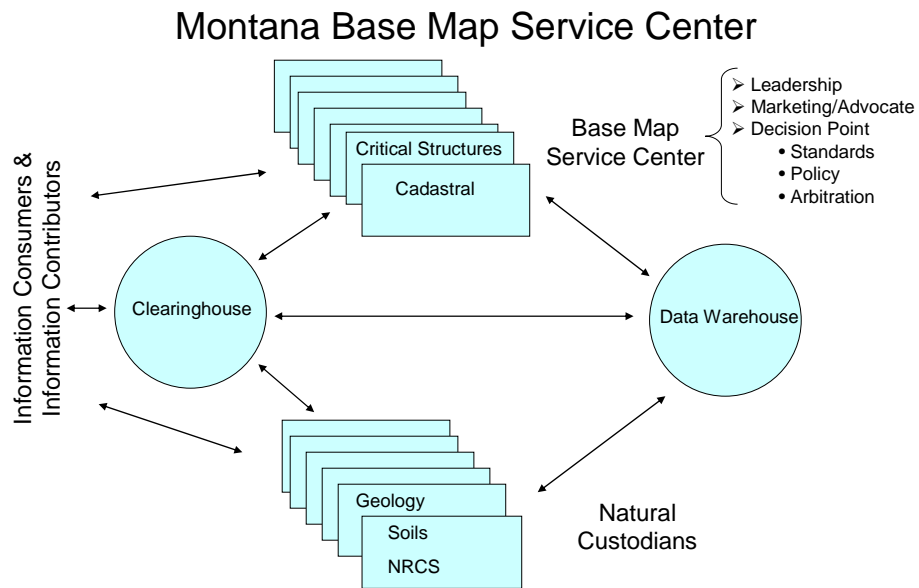 Montana Base Map Service Center
Critical Structures
Cadastral
Base Map
Service Center
➢ Leadership
➢ Marketing/Advocate
➢ Decision Point
• Standards
• Policy
• Arbitration
Information Consumers &
Information Contributors
Clearinghouse
Data Warehouse
Geology
Soils
NRCS
Natural
Custodians